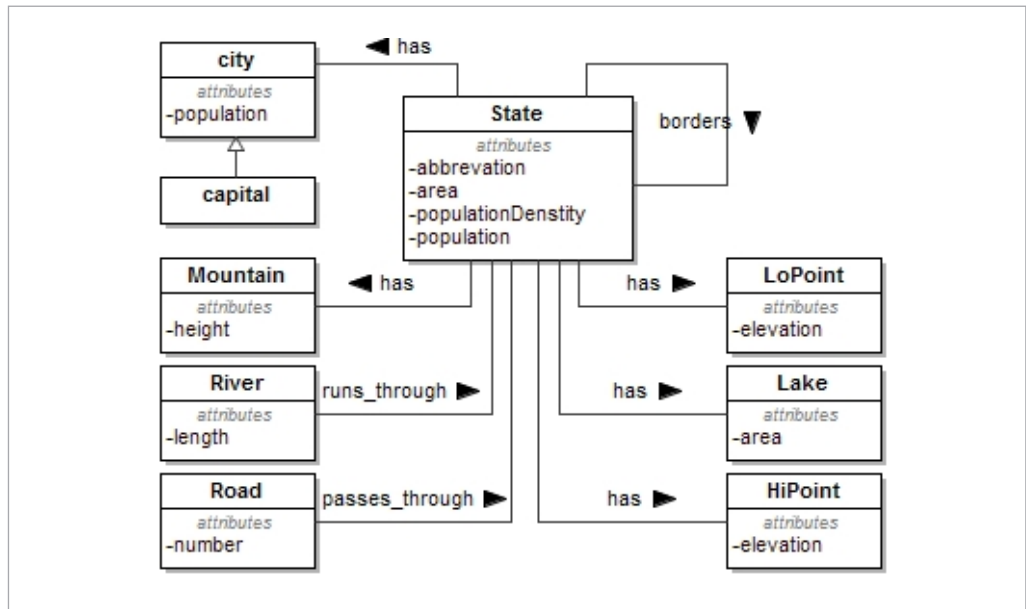 has
city
attributes
-population
State
attributes
-abbrevation
-area
-populationDenstity
-population
borders
capital
Mountain
attributes
-height
has
has
LoPoint
attributes
-elevation
River
attributes
-length
runs_through
has
Lake
attributes
-area
Road
attributes
-number
passes_through
has
HiPoint
attributes
-elevation